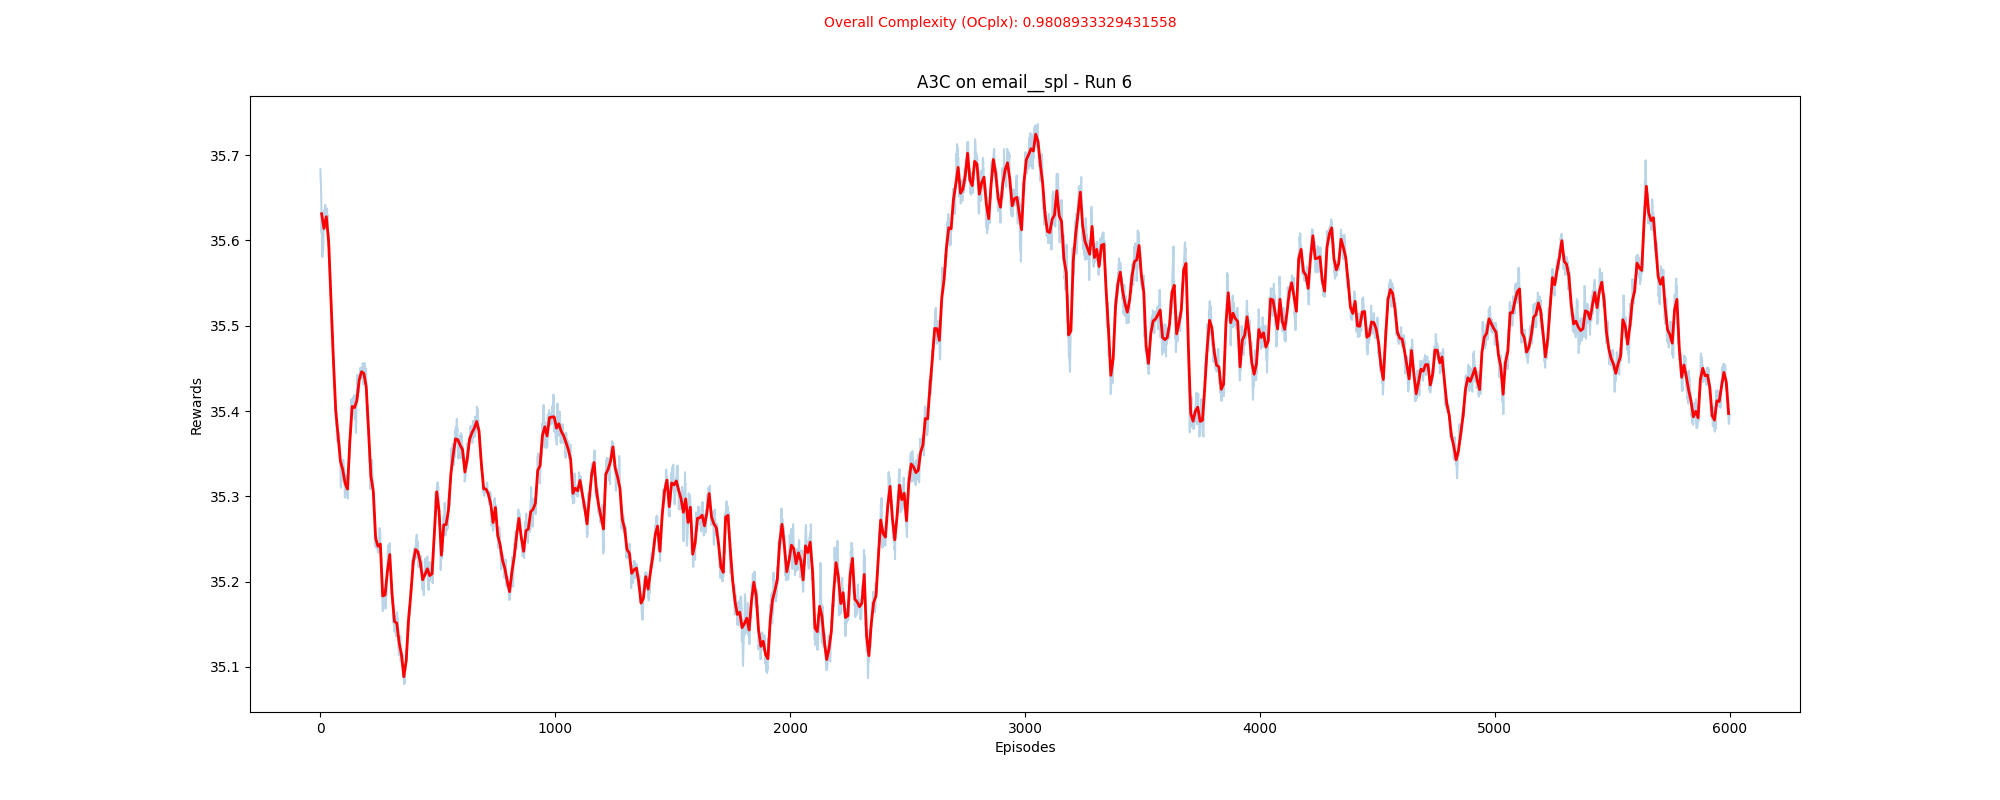 Overall Complexity (OCplx): 0.9808933329431558
A3C on email__spl - Run 6
35.7
35.6
35.5
35.4
35.3
35.2
35.1
Rewards
0 1000 2000 3000 4000 5000 6000
Episodes